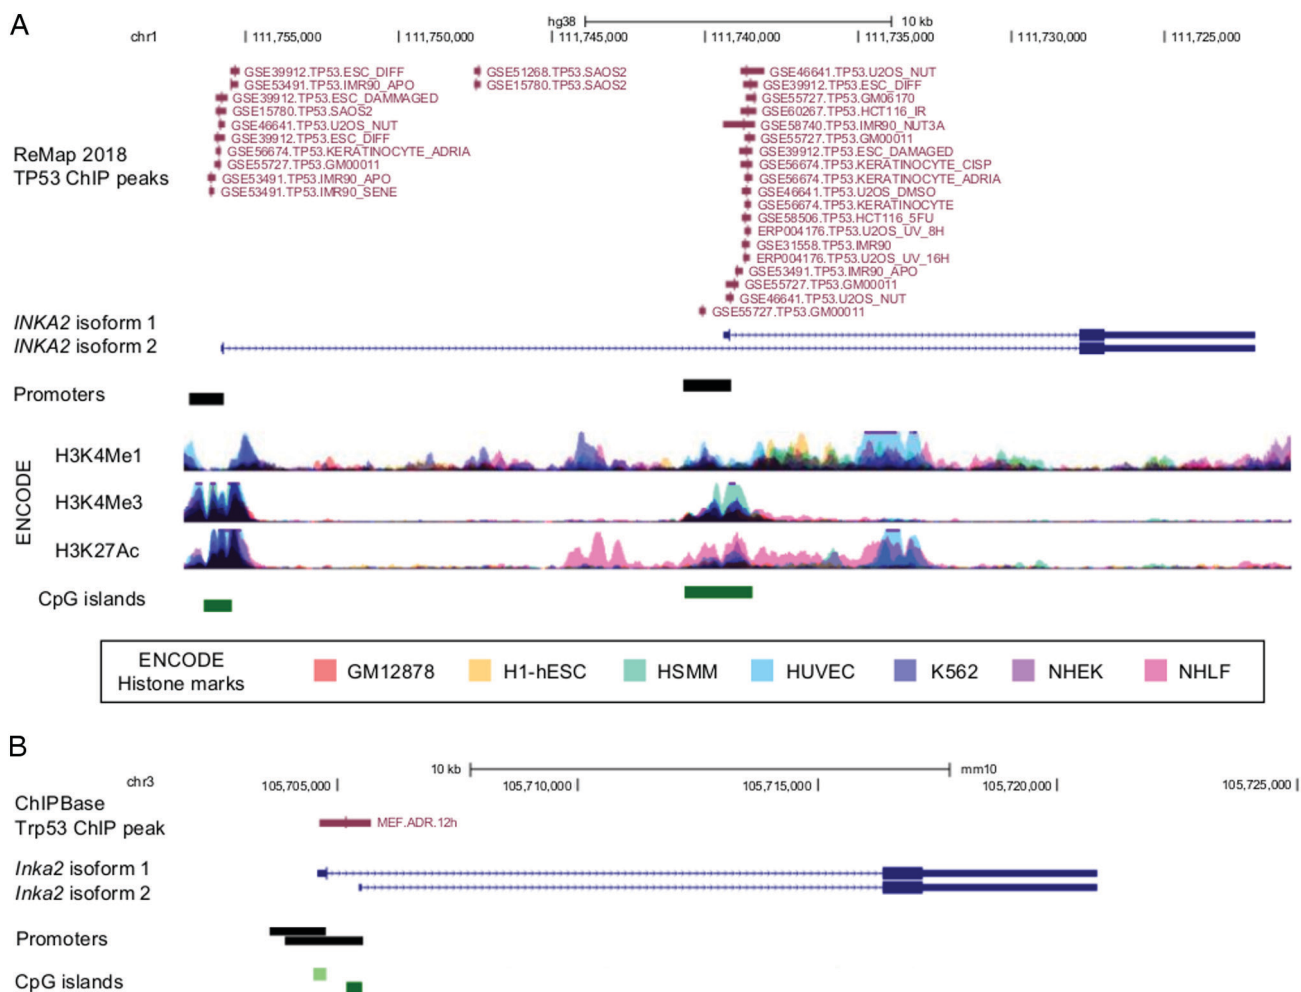 A
hg38 10 kb
chr1 111,755,000 111,750,000 111,745,000 111,740,000 111,735,000 111,730,000 111,725,000
ReMap 2018
TP53 ChIP peaks
GSE39912.TP53.ESC_DIFF
GSE53491.TP53.IMR90_APO
GSE39912.TP53.ESC_DAMMAGED
GSE15780.TP53.SAOS2
GSE46641.TP53.U2OS_NUT
GSE39912.TP53.ESC_DIFF
GSE56674.TP53.KERATINOCYTE_ADRIA
GSE55727.TP53.GM00011
GSE53491.TP53.IMR90_APO
GSE53491.TP53.IMR90_SENE
GSE51268.TP53.SAOS2
GSE15780.TP53.SAOS2
GSE46641.TP53.U2OS_NUT
GSE39912.TP53.ESC_DIFF
GSE55727.TP53.GM06170
GSE60267.TP53.HCT116_IR
GSE58740.TP53.IMR90_NUT3A
GSE55727.TP53.GM00011
GSE39912.TP53.ESC_DAMAGED
GSE56674.TP53.KERATINOCYTE_CISP
GSE56674.TP53.KERATINOCYTE_ADRIA
GSE46641.TP53.U2OS_DMSO
GSE56674.TP53.KERATINOCYTE
GSE58506.TP53.HCT116_5FU
ERP004176.TP53.U2OS_UV_8H
GSE31558.TP53.IMR90
ERP004176.TP53.U2OS_UV_16H
GSE53491.TP53.IMR90_APO
GSE55727.TP53.GM00011
GSE46641.TP53.U2OS_NUT
GSE55727.TP53.GM00011
INKA2 isoform 1
INKA2 isoform 2
Promoters
ENCODE
H3K4Me1
H3K4Me3
H3K27Ac
CpG islands
ENCODE
Histone marks
GM12878 H1-hESC HSMM HUVEC K562 NHEK NHLF
B
10 kb mm10
chr3 105,705,000 105,710,000 105,715,000 105,720,000 105,725,000
ChIPBase
Trp53 ChIP peak MEF.ADR.12h
Inka2 isoform 1
Inka2 isoform 2
Promoters
CpG islands